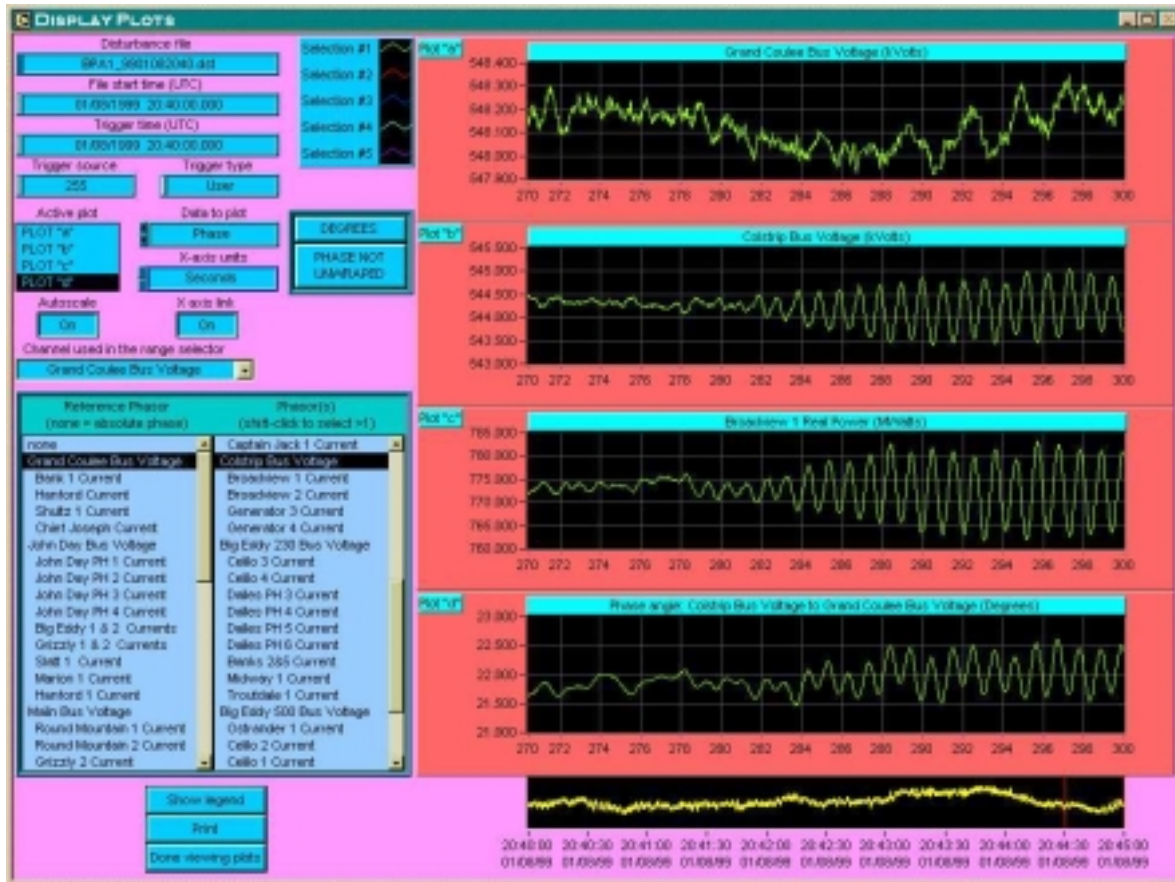 DISPLAY PLOTS
Disturbance file
BPA1_9901082040.dst
File start time (UTC)
01/08/1999 20:40:00.000
Trigger time (UTC)
01/08/1999 20:40:00.000
Trigger source
Trigger type
255
User
Active plot
PLOT "a"
PLOT "b"
PLOT "c"
PLOT "d"
Data to plot
Phase
X-axis units
Seconds
DEGREES
PHASE NOT
UNWRAPED
Autoscale
On
X axis link
On
Channel used in the range selector
Grand Coulee Bus Voltage
Selection #1
Selection #2
Selection #3
Selection #4
Selection #5
Reference Phasor
(none = absolute phase)
none
Grand Coulee Bus Voltage
Bank 1 Current
Hanford Current
Shultz 1 Current
Chief Joseph Current
John Day Bus Voltage
John Day PH 1 Current
John Day PH 2 Current
John Day PH 3 Current
John Day PH 4 Current
Big Eddy 1 & 2 Currents
Grizzly 1 & 2 Currents
Slatt 1 Current
Marion 1 Current
Hanford 1 Current
Malin Bus Voltage
Round Mountain 1 Current
Round Mountain 2 Current
Grizzly 2 Current
Phasor(s)
(shift-click to select >1)
Captain Jack 1 Current
Colstrip Bus Voltage
Broadview 1 Current
Broadview 2 Current
Generator 3 Current
Generator 4 Current
Big Eddy 230 Bus Voltage
Celilo 3 Current
Celilo 4 Current
Dalles PH 3 Current
Dalles PH 4 Current
Dalles PH 5 Current
Dalles PH 6 Current
Banks 2&5 Current
Midway 1 Current
Troutdale 1 Current
Big Eddy 500 Bus Voltage
Ostrander 1 Current
Celilo 2 Current
Celilo 1 Current
Show legend
Print
Done viewing plots
Plot "a"
Grand Coulee Bus Voltage (kVolts)
548.400
548.300
548.200
548.100
548.000
547.900
270 272 274 276 278 280 282 284 286 288 290 292 294 296 298 300
Plot "b"
Colstrip Bus Voltage (kVolts)
545.500
545.000
544.500
544.000
543.500
543.000
270 272 274 276 278 280 282 284 286 288 290 292 294 296 298 300
Plot "c"
Broadview 1 Real Power (MWatts)
785.000
780.000
775.000
770.000
765.000
760.000
270 272 274 276 278 280 282 284 286 288 290 292 294 296 298 300
Plot "d"
Phase angle: Colstrip Bus Voltage to Grand Coulee Bus Voltage (Degrees)
23.000
22.500
22.000
21.500
21.000
270 272 274 276 278 280 282 284 286 288 290 292 294 296 298 300
20:40:00 20:40:30 20:41:00 20:41:30 20:42:00 20:42:30 20:43:00 20:43:30 20:44:00 20:44:30 20:45:00
01/08/99 01/08/99 01/08/99 01/08/99 01/08/99 01/08/99 01/08/99 01/08/99 01/08/99 01/08/99 01/08/99